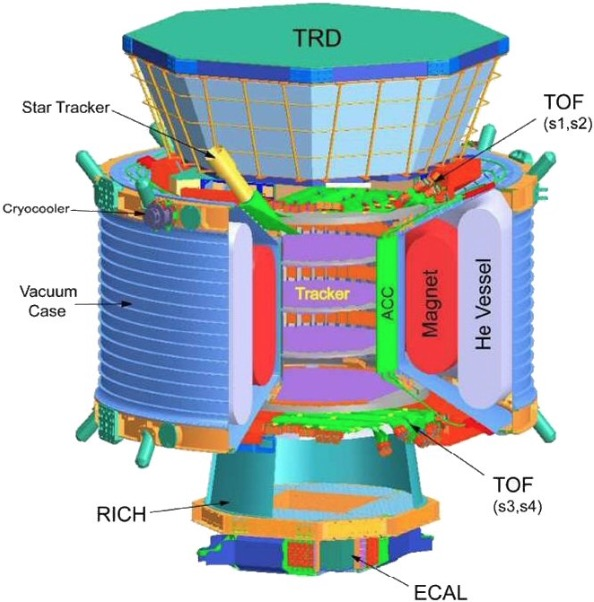 TRD
Star Tracker
TOF
(s1,s2)
Cryocooler
Vacuum
Case
Tracker
ACC
Magnet
He Vessel
TOF
(s3,s4)
RICH
ECAL